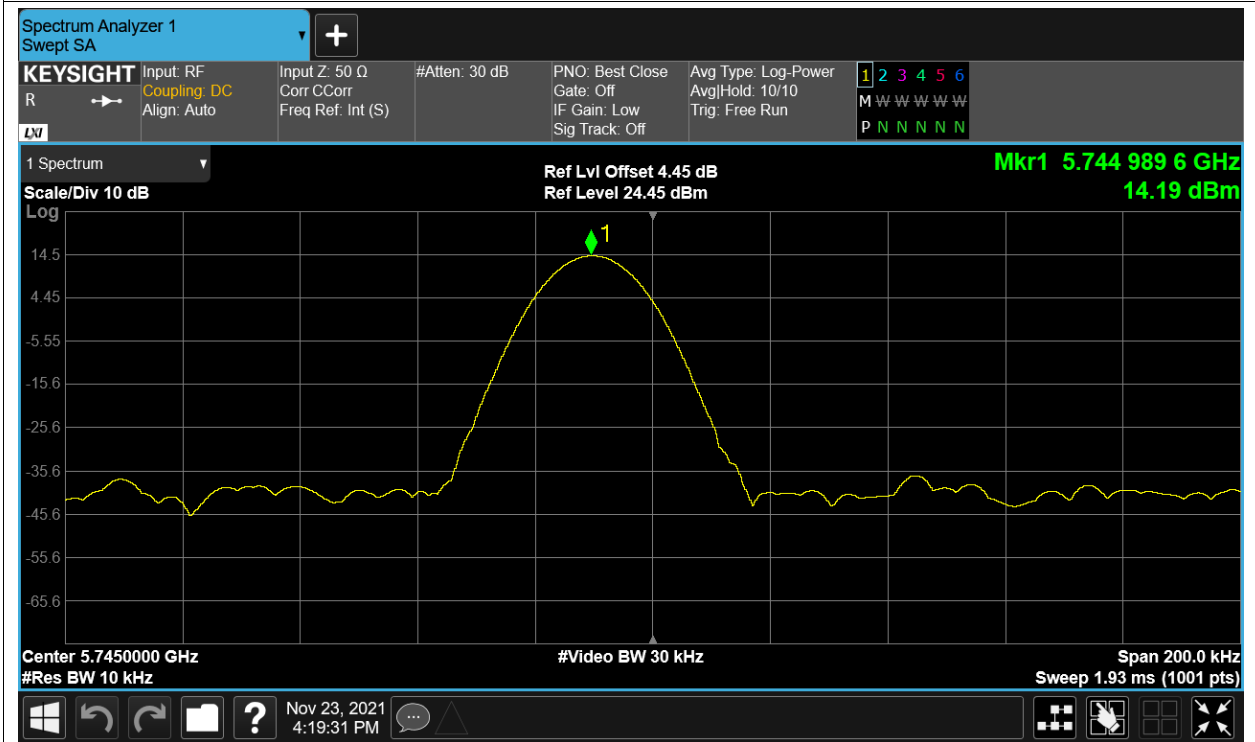 Spectrum Analyzer 1
Swept SA
+
KEYSIGHT
R
LXI
Input: RF
Coupling: DC
Align: Auto
Input Z: 50 Ω
Corr CCorr
Freq Ref: Int (S)
#Atten: 30 dB
PNO: Best Close
Gate: Off
IF Gain: Low
Sig Track: Off
Avg Type: Log-Power
Avg|Hold: 10/10
Trig: Free Run
1 2 3 4 5 6
M W W W W W
P N N N N N
1 Spectrum
Scale/Div 10 dB
Log
Ref Lvl Offset 4.45 dB
Ref Level 24.45 dBm
Mkr1 5.744 989 6 GHz
14.19 dBm
1
14.5
4.45
-5.55
-15.6
-25.6
-35.6
-45.6
-55.6
-65.6
Center 5.7450000 GHz
#Res BW 10 kHz
#Video BW 30 kHz
Span 200.0 kHz
Sweep 1.93 ms (1001 pts)
?
Nov 23, 2021
4:19:31 PM